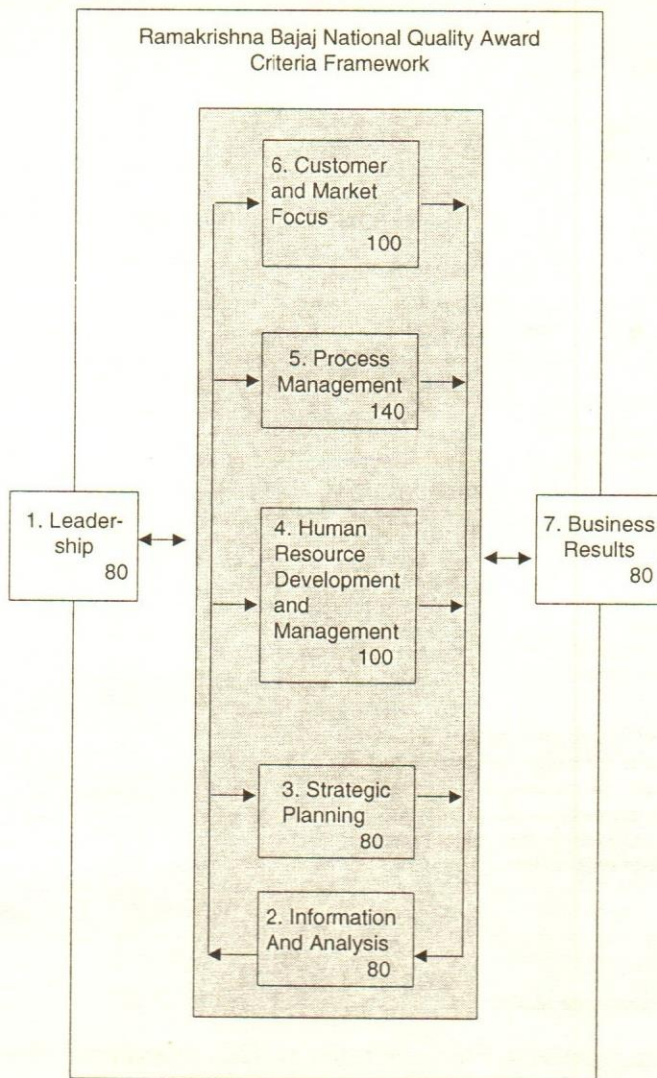 Ramakrishna Bajaj National Quality Award
Criteria Framework
6. Customer
and Market
Focus
100
5. Process
Management
140
1. Leader-
ship
80
4. Human
Resource
Development
and
Management
100
7. Business
Results
80
3. Strategic
Planning
80
2. Information
And Analysis
80